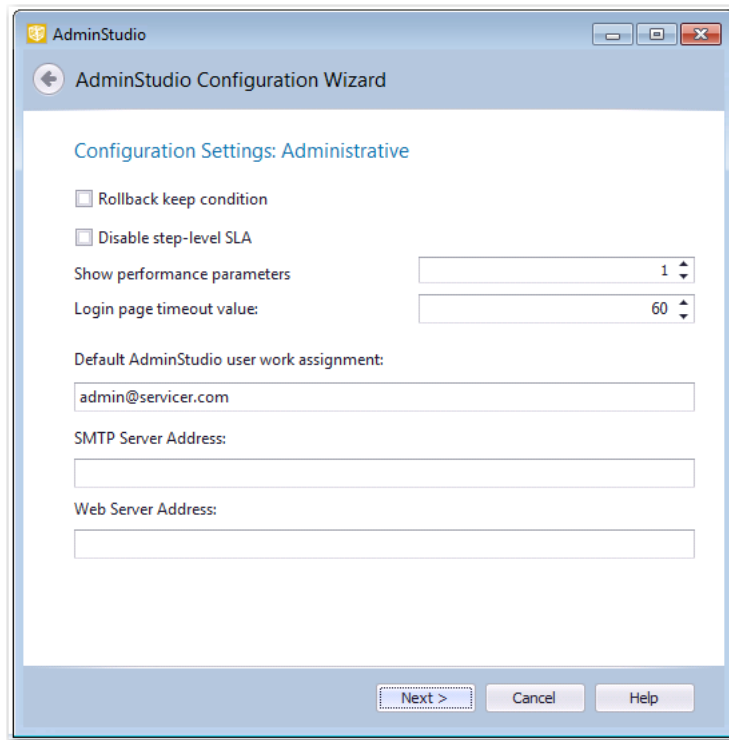 AdminStudio
AdminStudio Configuration Wizard
Configuration Settings: Administrative
Rollback keep condition
Disable step-level SLA
Show performance parameters 1
Login page timeout value: 60
Default AdminStudio user work assignment:
admin@servicer.com
SMTP Server Address:
Web Server Address:
Next > Cancel Help